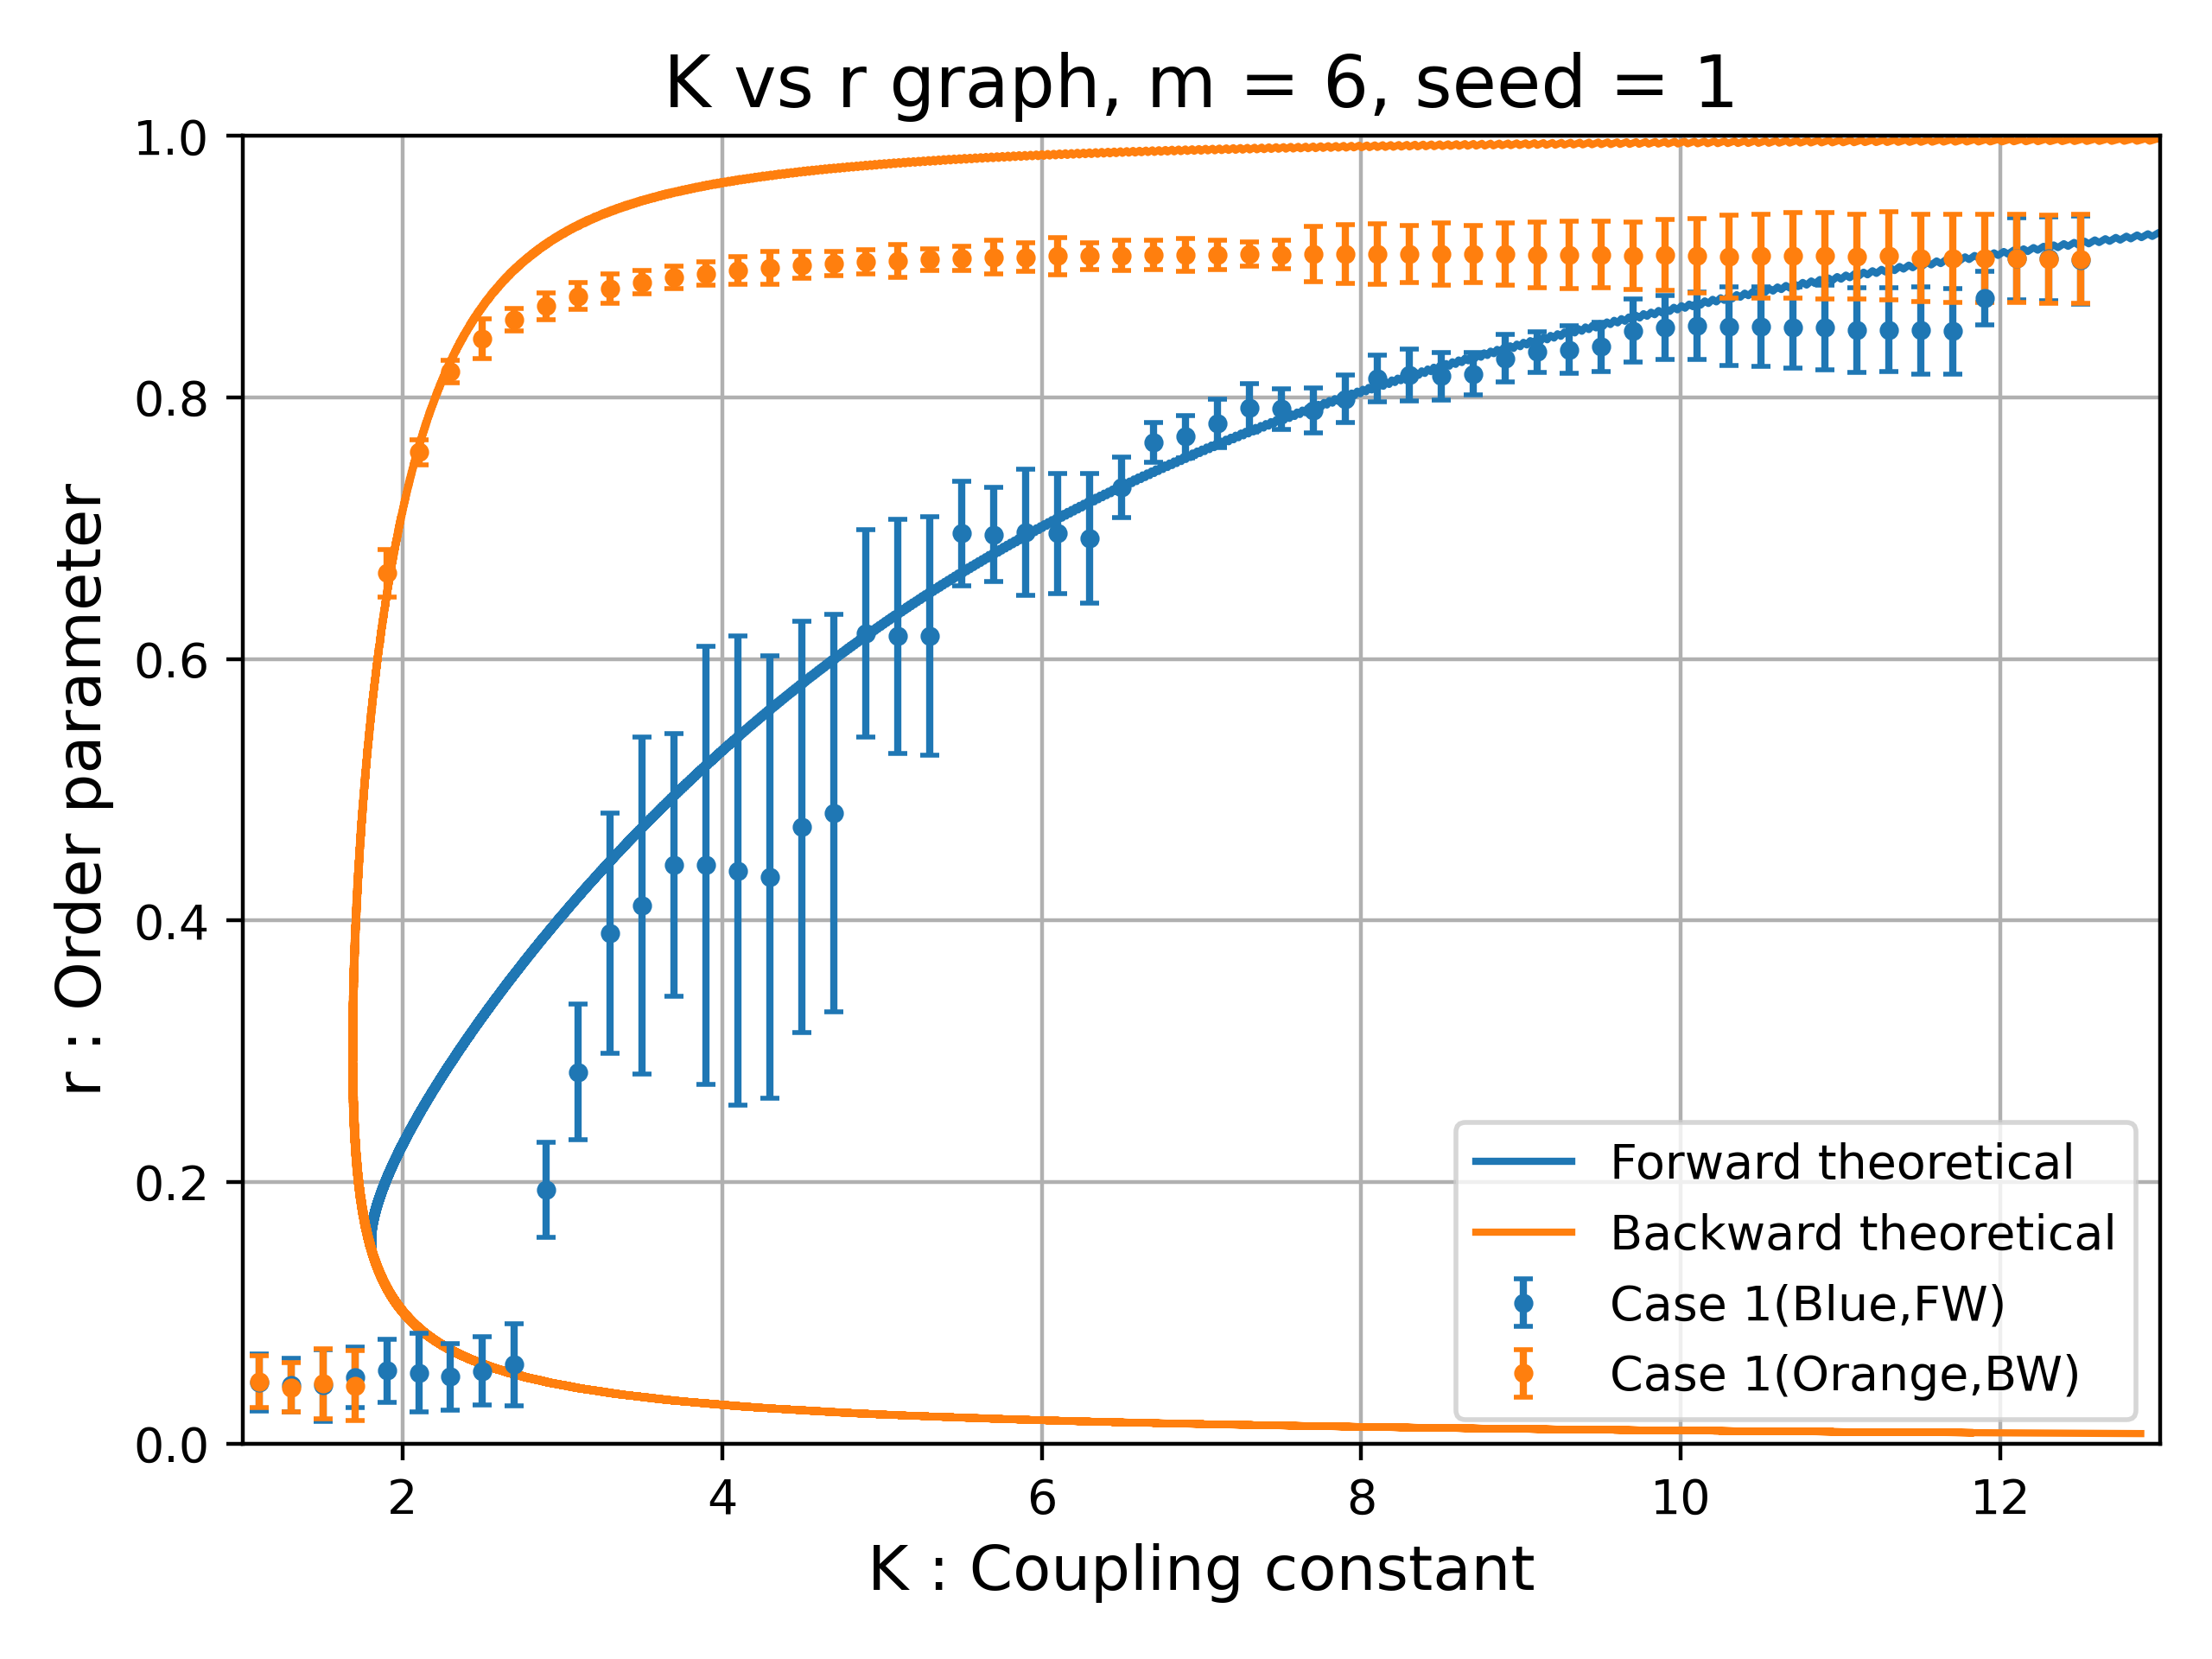 K vs r graph, m = 6, seed = 1
1.0
0.8
0.6
0.4
0.2
0.0
r : Order parameter
2
4
6
8
10
12
K : Coupling constant
Forward theoretical
Backward theoretical
Case 1(Blue,FW)
Case 1(Orange,BW)